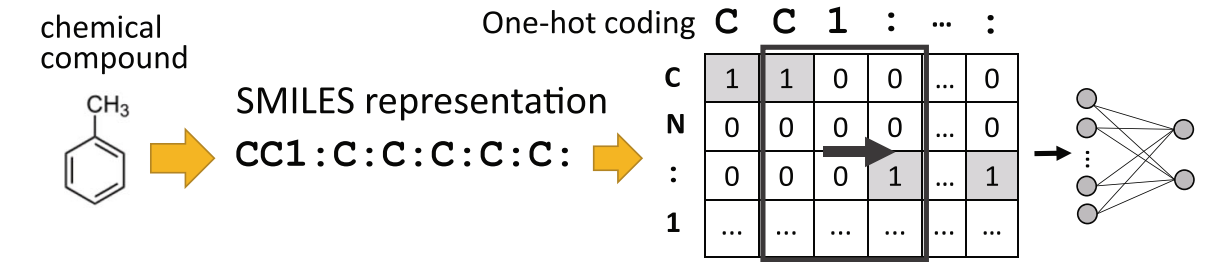 chemical
compound
CH3
SMILES representation
CC1:C:C:C:C:C:
One-hot coding C C 1 : ... :
C 1 1 0 0 ... 0
N 0 0 0 0 ... 0
: 0 0 0 1 ... 1
1 ... ... ... ... ... ...